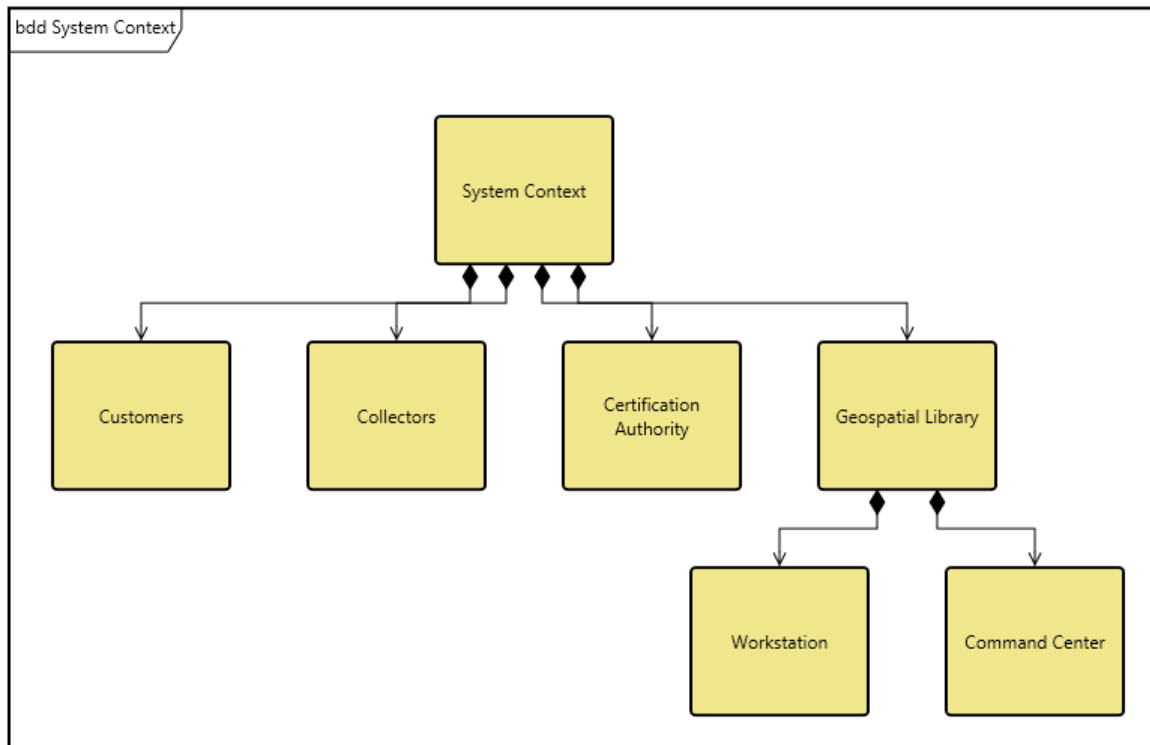 bdd System Context
System Context
Customers
Collectors
Certification
Authority
Geospatial Library
Workstation
Command Center